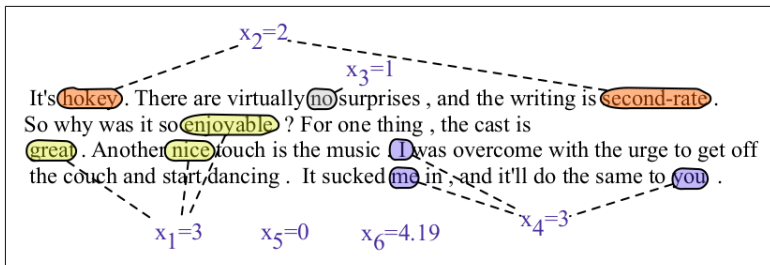 x2=2
x3=1
It's hokey . There are virtually no surprises , and the writing is second-rate .
So why was it so enjoyable ? For one thing , the cast is
great . Another nice touch is the music . I was overcome with the urge to get off
the couch and start dancing . It sucked me in , and it'll do the same to you .
x1=3 x5=0 x6=4.19 x4=3